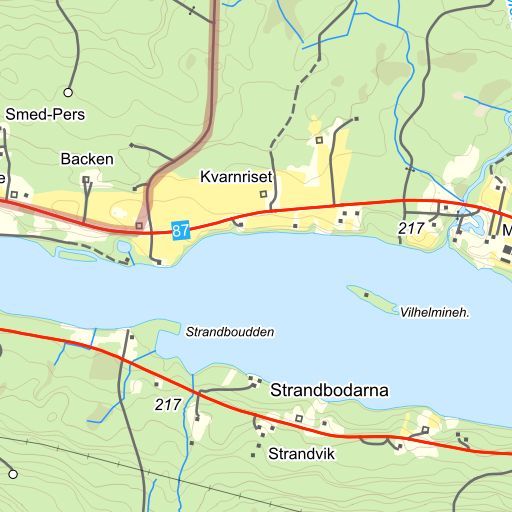 Smed-Pers
Backen
Kvarnriset
e
87
217
M
Vilhelmineh.
Strandboudden
Strandbodarna
217
Strandvik